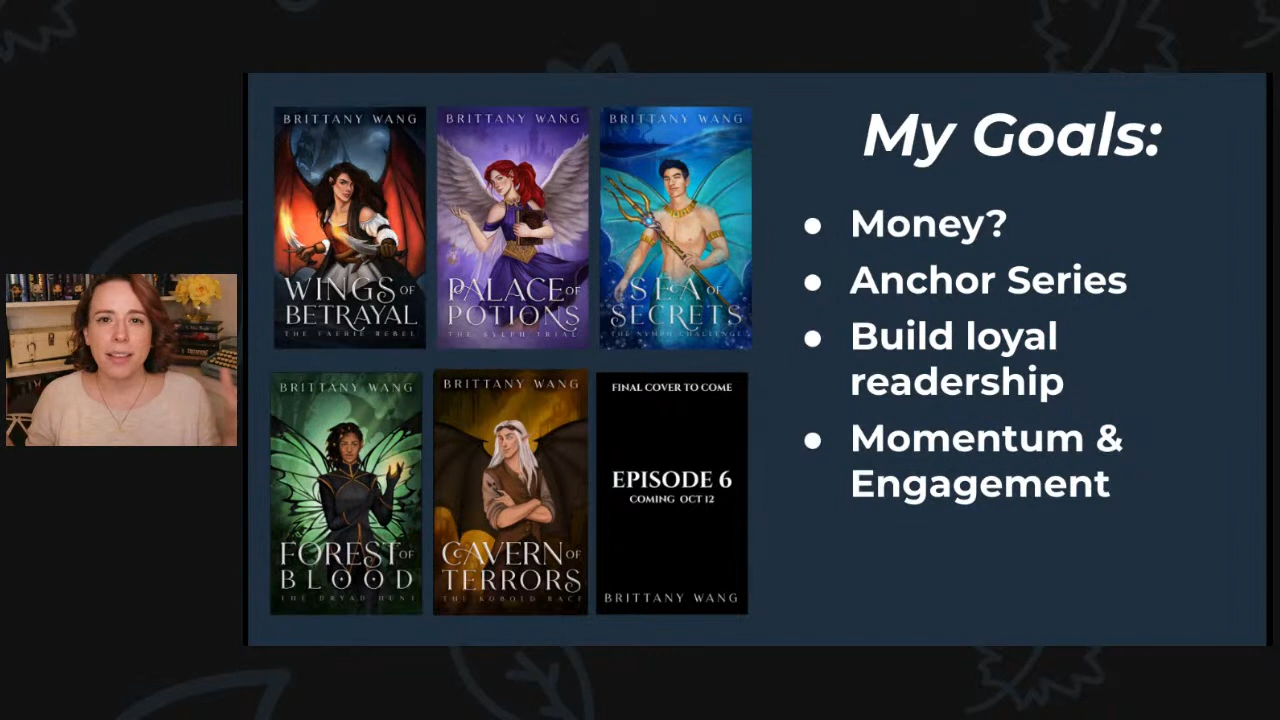 BRITTANY WANG
WINGS OF
BETRAYAL
THE FAERIE REBEL
BRITTANY WANG
PALACE OF
POTIONS
THE SYLPH TRIAL
BRITTANY WANG
SEA OF
SECRETS
THE NYMPH CHALLENGE
BRITTANY WANG
FOREST OF
BLOOD
THE DRYAD HUNT
BRITTANY WANG
CAVERN OF
TERRORS
THE KOBOLD RACE
FINAL COVER TO COME
EPISODE 6
COMING OCT 12
BRITTANY WANG
My Goals:
● Money?
● Anchor Series
● Build loyal
readership
● Momentum &
Engagement